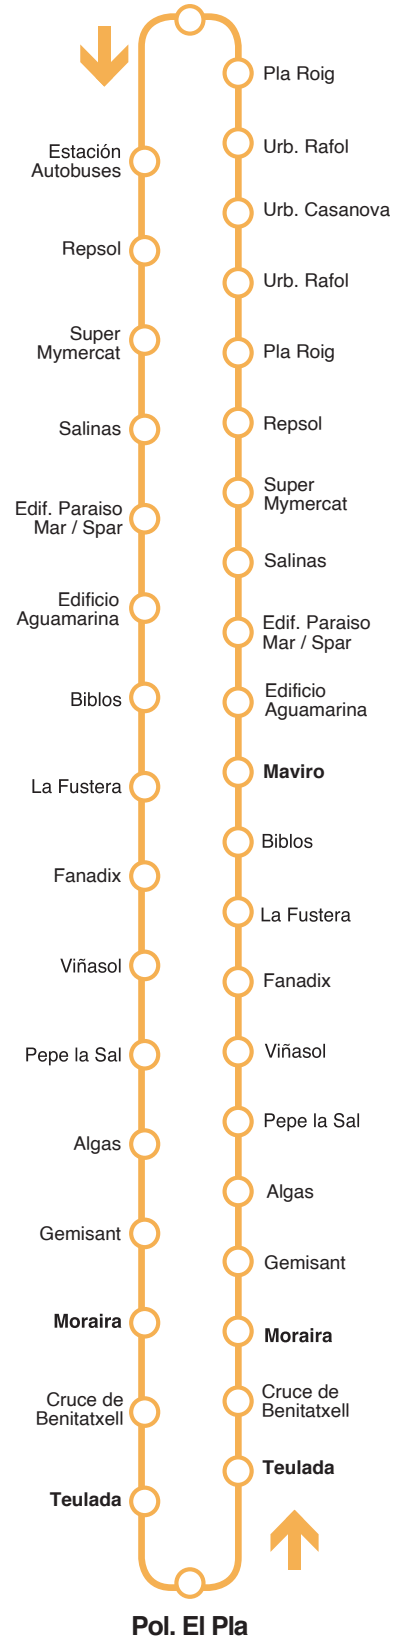 Estación
Autobuses
Repsol
Super
Mymercat
Salinas
Edif. Paraiso
Mar / Spar
Edificio
Aguamarina
Biblos
La Fustera
Fanadix
Viñasol
Pepe la Sal
Algas
Gemisant
Moraira
Cruce de
Benitatxell
Teulada
Pla Roig
Urb. Rafol
Urb. Casanova
Urb. Rafol
Pla Roig
Repsol
Super
Mymercat
Salinas
Edif. Paraiso
Mar / Spar
Edificio
Aguamarina
Maviro
Biblos
La Fustera
Fanadix
Viñasol
Pepe la Sal
Algas
Gemisant
Moraira
Cruce de
Benitatxell
Teulada
Pol. El Pla